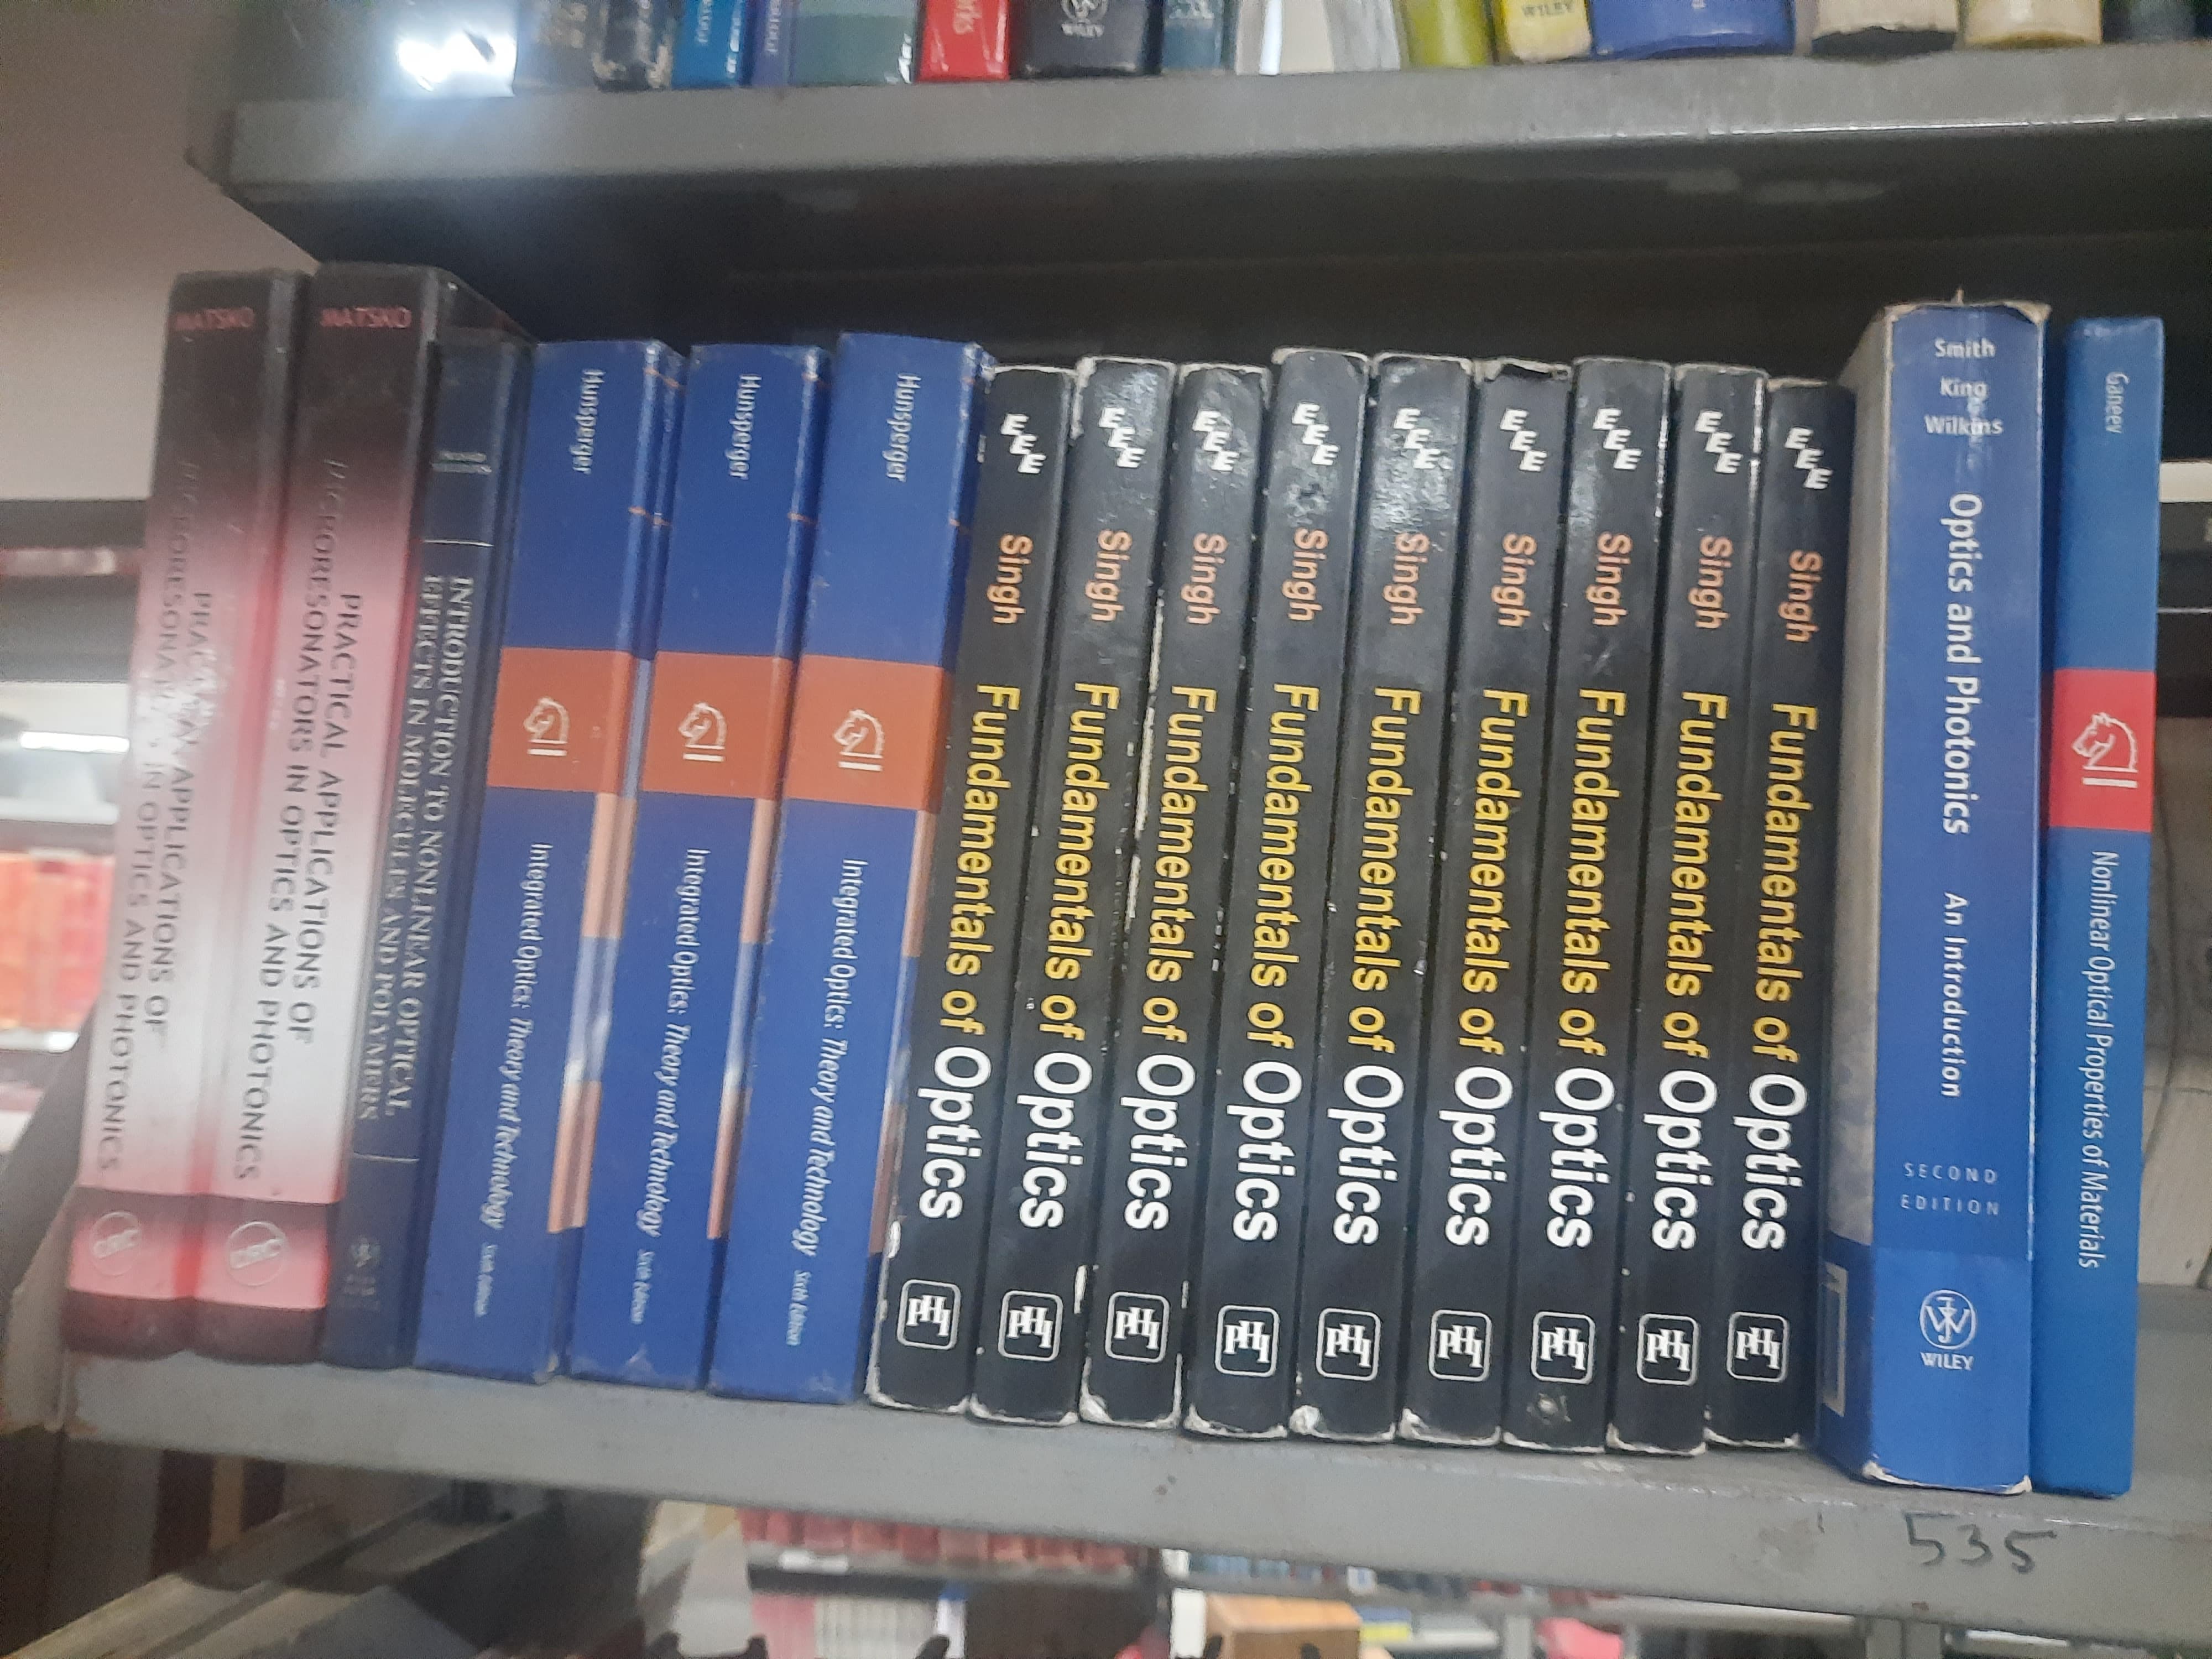 WILEY
WILEY
MATSKO
PRACTICAL APPLICATIONS OF
MICRORESONATORS IN OPTICS AND PHOTONICS
CRC
MATSKO
PRACTICAL APPLICATIONS OF
MICRORESONATORS IN OPTICS AND PHOTONICS
CRC
INTRODUCTION TO NONLINEAR OPTICAL
EFFECTS IN MOLECULES AND POLYMERS
Hunsperger
Integrated Optics: Theory and Technology Sixth Edition
Hunsperger
Integrated Optics: Theory and Technology Sixth Edition
Hunsperger
Integrated Optics: Theory and Technology Sixth Edition
EEE
Singh
Fundamentals of Optics
PHI
EEE
Singh
Fundamentals of Optics
PHI
EEE
Singh
Fundamentals of Optics
PHI
EEE
Singh
Fundamentals of Optics
PHI
EEE
Singh
Fundamentals of Optics
PHI
EEE
Singh
Fundamentals of Optics
PHI
EEE
Singh
Fundamentals of Optics
PHI
EEE
Singh
Fundamentals of Optics
PHI
EEE
Singh
Fundamentals of Optics
PHI
Smith
King
Wilkins
Optics and Photonics An Introduction
SECOND
EDITION
WILEY
Ganeev
Nonlinear Optical Properties of Materials
535